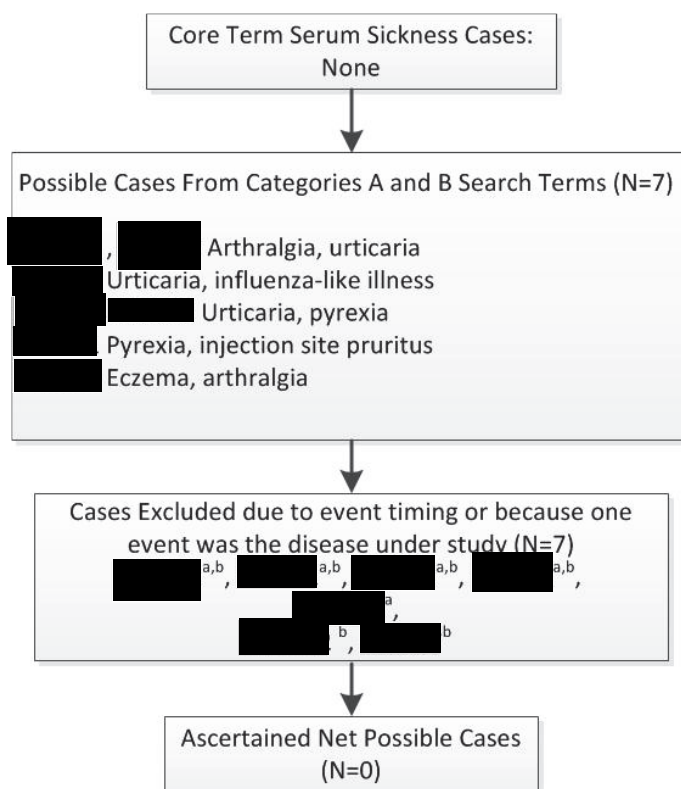 Core Term Serum Sickness Cases:
None
Possible Cases From Categories A and B Search Terms (N=7)
, Arthralgia, urticaria
Urticaria, influenza-like illness
Urticaria, pyrexia
. Pyrexia, injection site pruritus
Eczema, arthralgia
Cases Excluded due to event timing or because one
event was the disease under study (N=7)
a,b, a,b, a,b, a,b,
a,
b, b
Ascertained Net Possible Cases
(N=0)